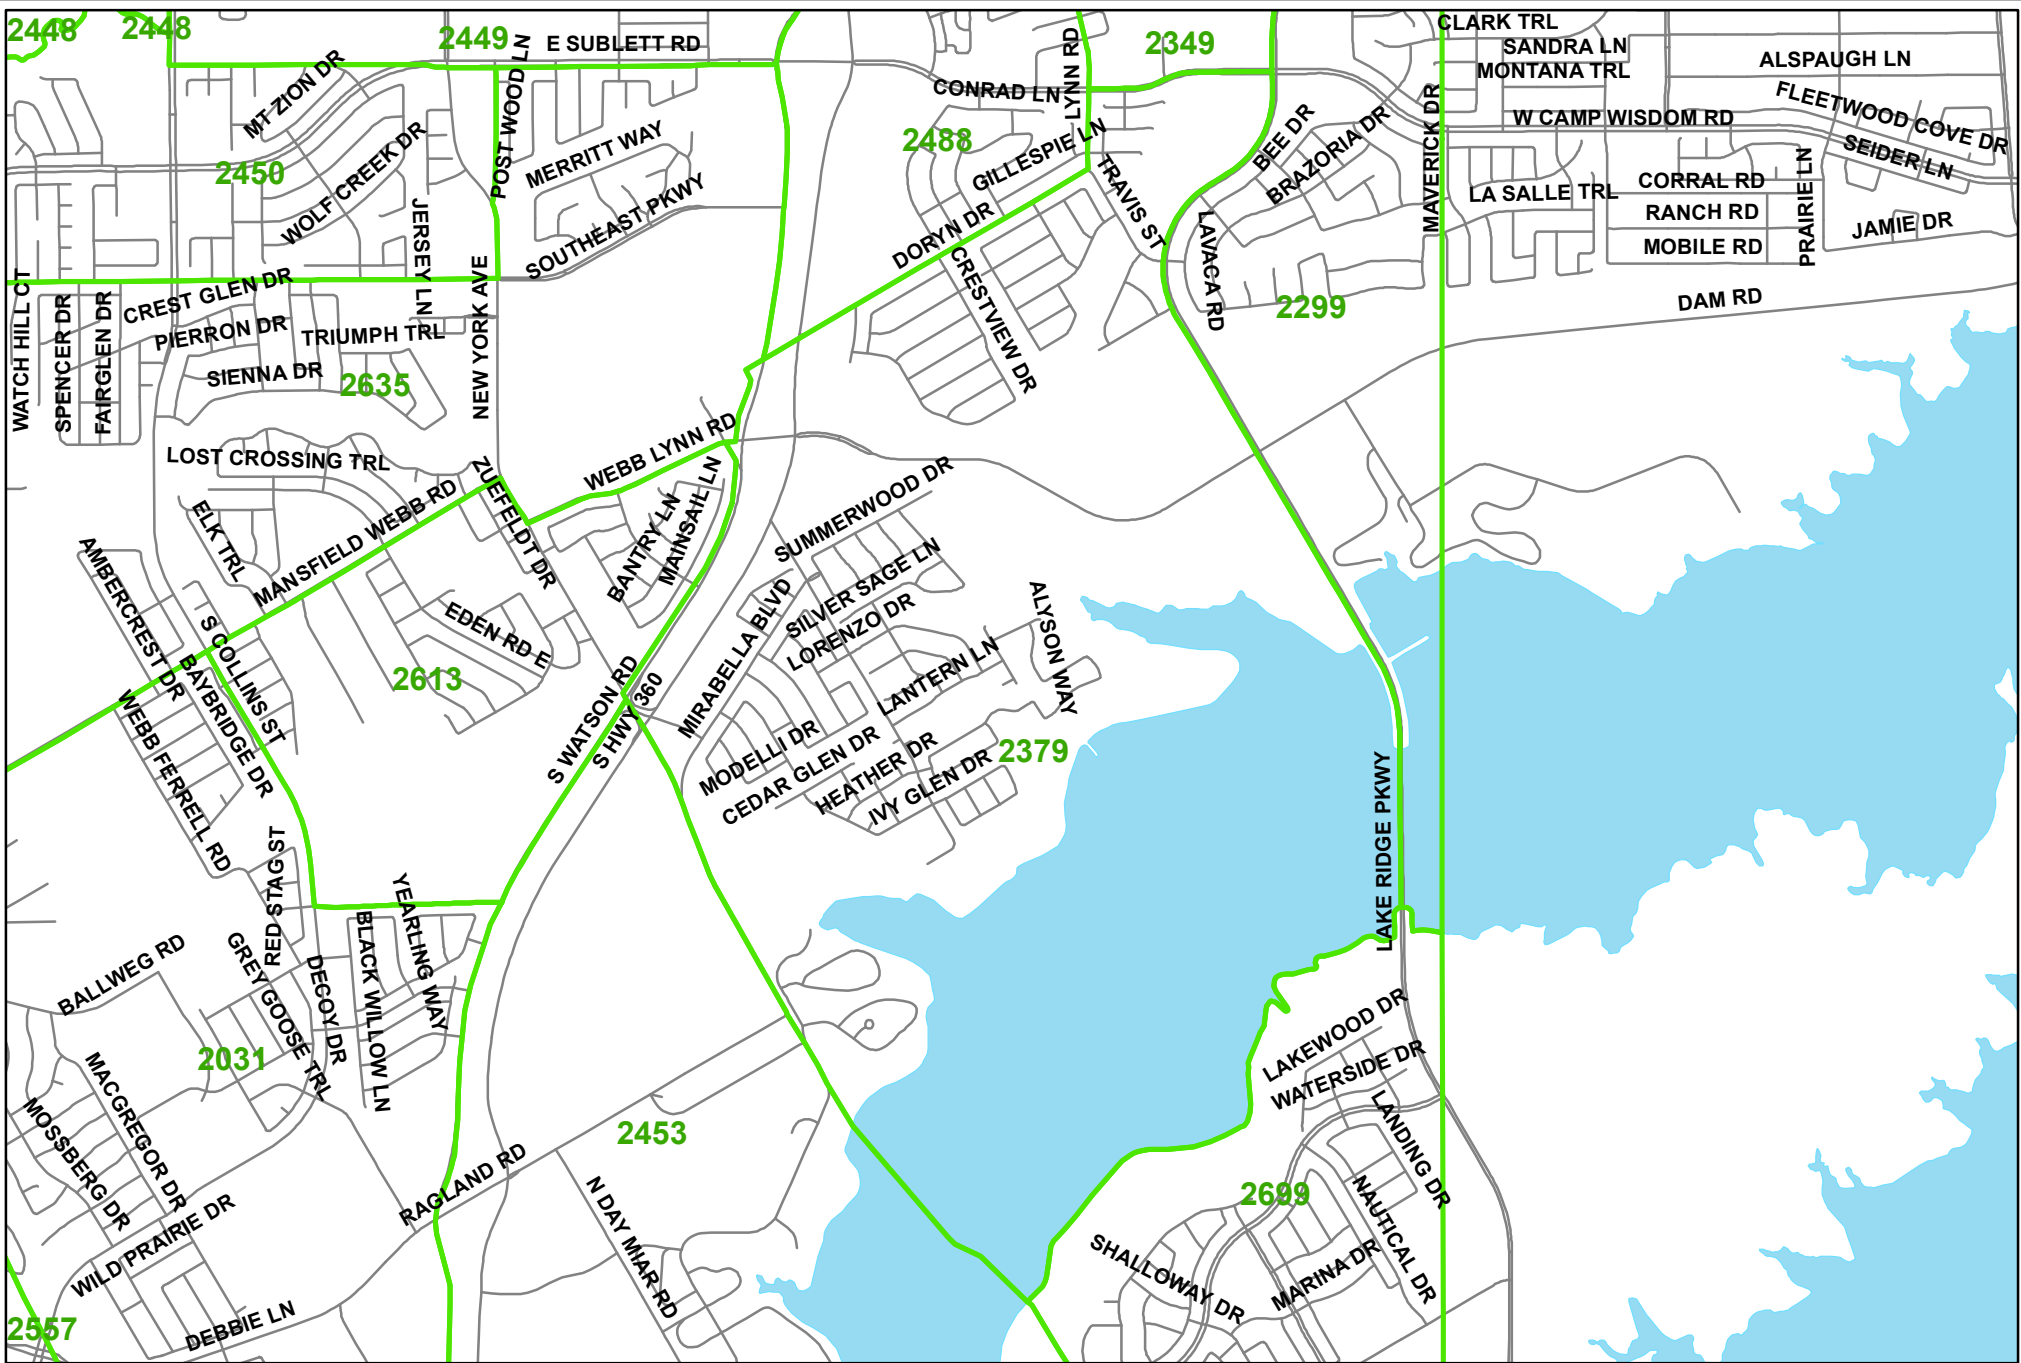 2448
2448
2449
E SUBLETT RD
2349
CLARK TRL
SANDRA LN
MONTANA TRL
ALSPAUGH LN
LYNN RD
CONRAD LN
MT ZION DR
POST WOOD LN
W CAMP WISDOM RD
FLEETWOOD COVE DR
SEIDER LN
MAVERICK DR
BEE DR
BRAZORIA DR
2488
GILLESPIE LN
MERRITT WAY
2450
WOLF CREEK DR
JERSEY LN
SOUTHEAST PKWY
DORYN DR
TRAVIS ST
LA SALLE TRL
CORRAL RD
RANCH RD
MOBILE RD
PRAIRIE LN
JAMIE DR
LAVACA RD
2299
DAM RD
CRESTVIEW DR
WATCH HILL CT
SPENCER DR
FAIRGLEN DR
CREST GLEN DR
PIERRON DR
TRIUMPH TRL
SIENNA DR
2635
NEW YORK AVE
LOST CROSSING TRL
ZUEFELDT DR
WEBB LYNN RD
BANTRY LN
MAINSAIL LN
SUMMERWOOD DR
ELK TRL
MANSFIELD WEBB RD
AMBERCREST DR
S COLLINS ST
BAYBRIDGE DR
WEBB FERRELL RD
EDEN RD E
2613
SILVER SAGE LN
LORENZO DR
MIRABELLA BLVD
ALYSON WAY
LANTERN LN
S WATSON RD
S HWY 360
MODELLI DR
CEDAR GLEN DR
HEATHER DR
IVY GLEN DR
2379
LAKE RIDGE PKWY
RED STAG ST
YEARLING WAY
BLACK WILLOW LN
BALLWEG RD
GREY GOOSE TRL
DECOY DR
2031
MACGREGOR DR
MOSSBERG DR
WILD PRAIRIE DR
RAGLAND RD
2453
N DAY MIAR RD
DEBBIE LN
2557
LAKEWOOD DR
WATERSIDE DR
LANDING DR
2699
NAUTICAL DR
SHALLOWAY DR
MARINA DR